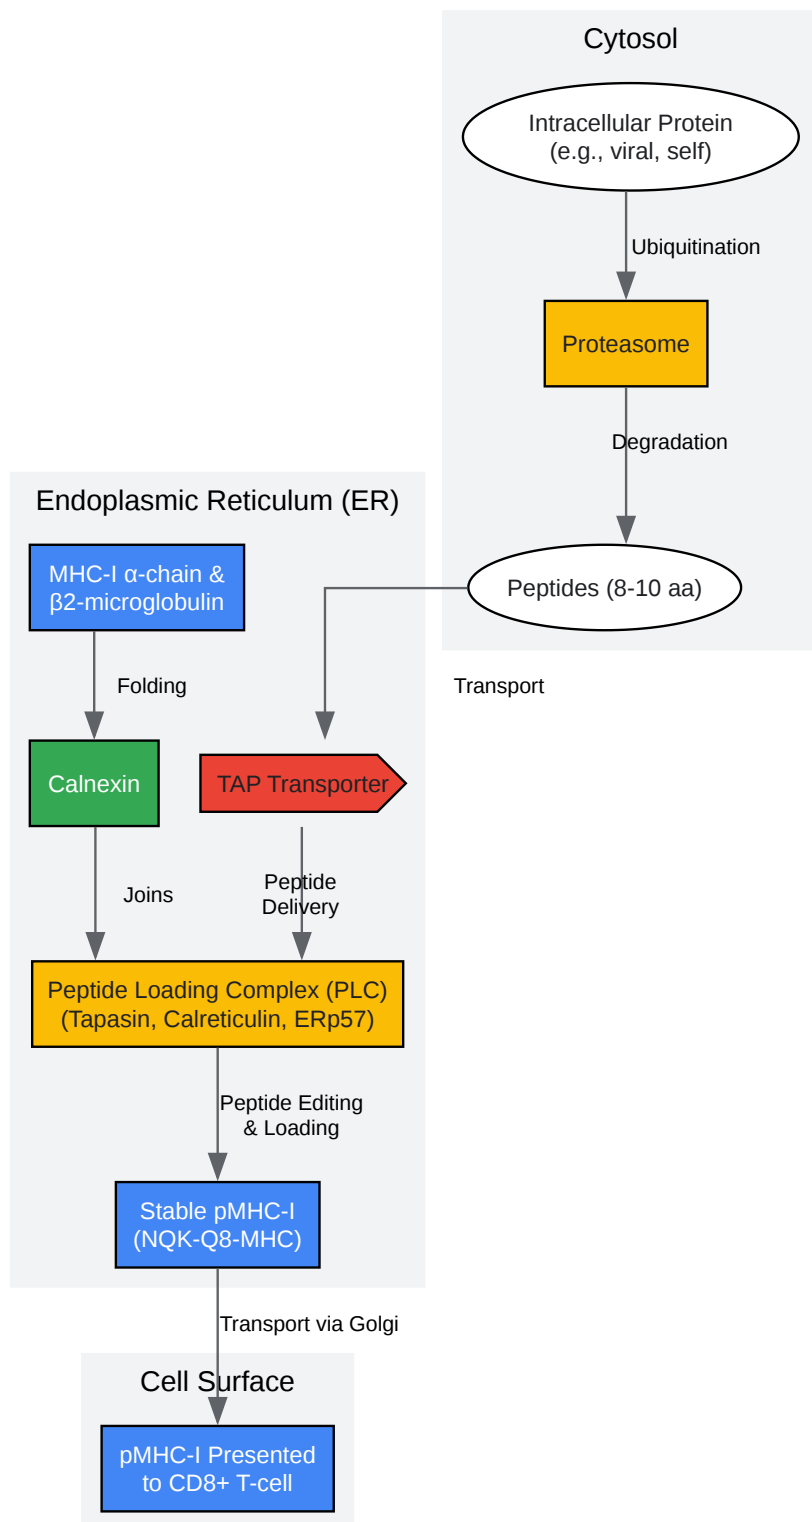 Cytosol
Intracellular Protein
(e.g., viral, self)
Ubiquitination
Proteasome
Degradation
Peptides (8-10 aa)
Transport
Endoplasmic Reticulum (ER)
MHC-I α-chain &
β2-microglobulin
Folding
Calnexin
TAP Transporter
Joins
Peptide
Delivery
Peptide Loading Complex (PLC)
(Tapasin, Calreticulin, ERp57)
Peptide Editing
& Loading
Stable pMHC-I
(NQK-Q8-MHC)
Transport via Golgi
Cell Surface
pMHC-I Presented
to CD8+ T-cell